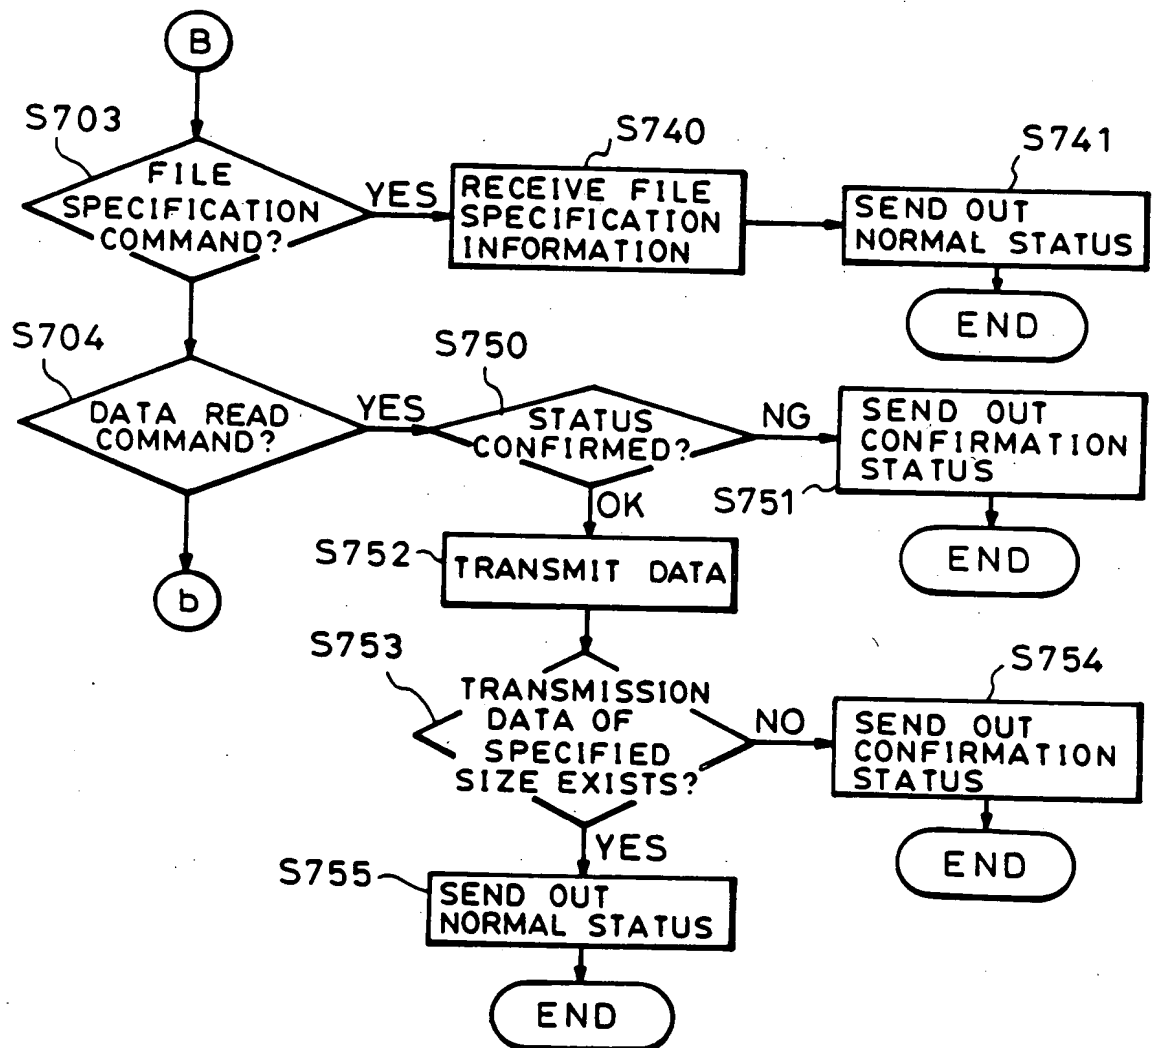 B
S703
FILE
SPECIFICATION
COMMAND?
YES
S740
RECEIVE FILE
SPECIFICATION
INFORMATION
S741
SEND OUT
NORMAL STATUS
END
S704
DATA READ
COMMAND?
YES
S750
STATUS
CONFIRMED?
NG
SEND OUT
CONFIRMATION
STATUS
S751
END
OK
b
S752
TRANSMIT DATA
S753
TRANSMISSION
DATA OF
SPECIFIED
SIZE EXISTS?
NO
S754
SEND OUT
CONFIRMATION
STATUS
END
YES
S755
SEND OUT
NORMAL STATUS
END